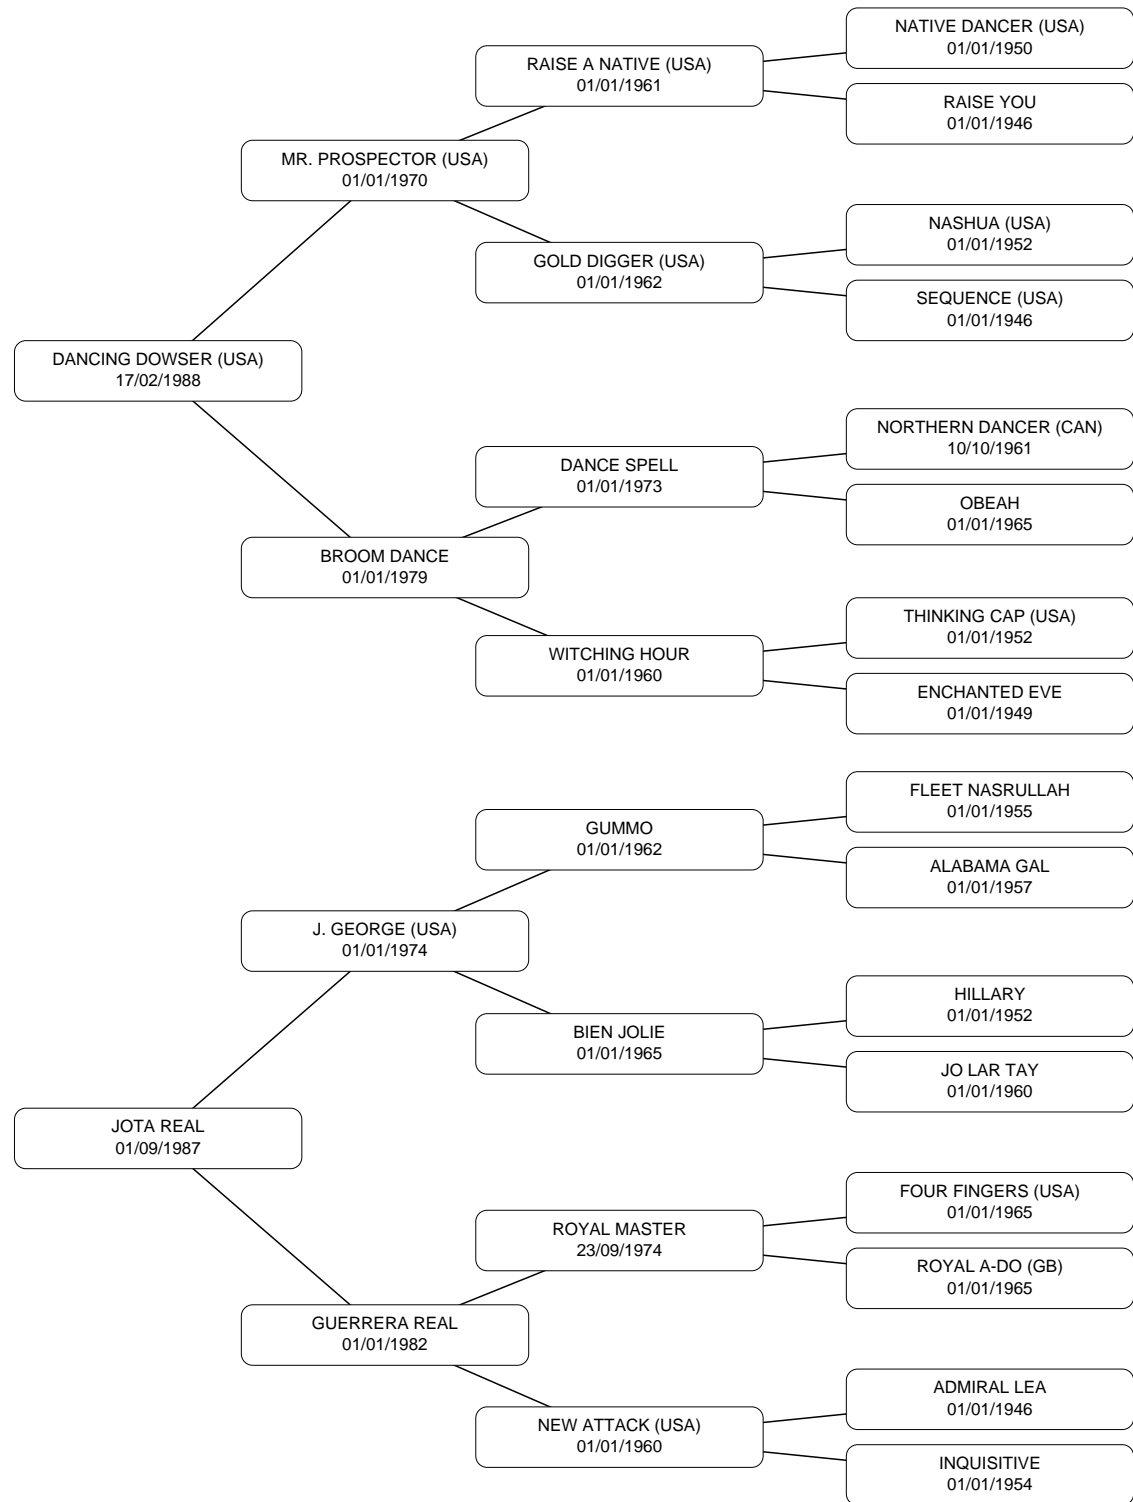 NATIVE DANCER (USA)
01/01/1950
RAISE A NATIVE (USA)
01/01/1961
RAISE YOU
01/01/1946
MR. PROSPECTOR (USA)
01/01/1970
NASHUA (USA)
01/01/1952
GOLD DIGGER (USA)
01/01/1962
SEQUENCE (USA)
01/01/1946
DANCING DOWSER (USA)
17/02/1988
NORTHERN DANCER (CAN)
10/10/1961
DANCE SPELL
01/01/1973
OBEAH
01/01/1965
BROOM DANCE
01/01/1979
THINKING CAP (USA)
01/01/1952
WITCHING HOUR
01/01/1960
ENCHANTED EVE
01/01/1949
FLEET NASRULLAH
01/01/1955
GUMMO
01/01/1962
ALABAMA GAL
01/01/1957
J. GEORGE (USA)
01/01/1974
HILLARY
01/01/1952
BIEN JOLIE
01/01/1965
JO LAR TAY
01/01/1960
JOTA REAL
01/09/1987
FOUR FINGERS (USA)
01/01/1965
ROYAL MASTER
23/09/1974
ROYAL A-DO (GB)
01/01/1965
GUERRERA REAL
01/01/1982
ADMIRAL LEA
01/01/1946
NEW ATTACK (USA)
01/01/1960
INQUISITIVE
01/01/1954